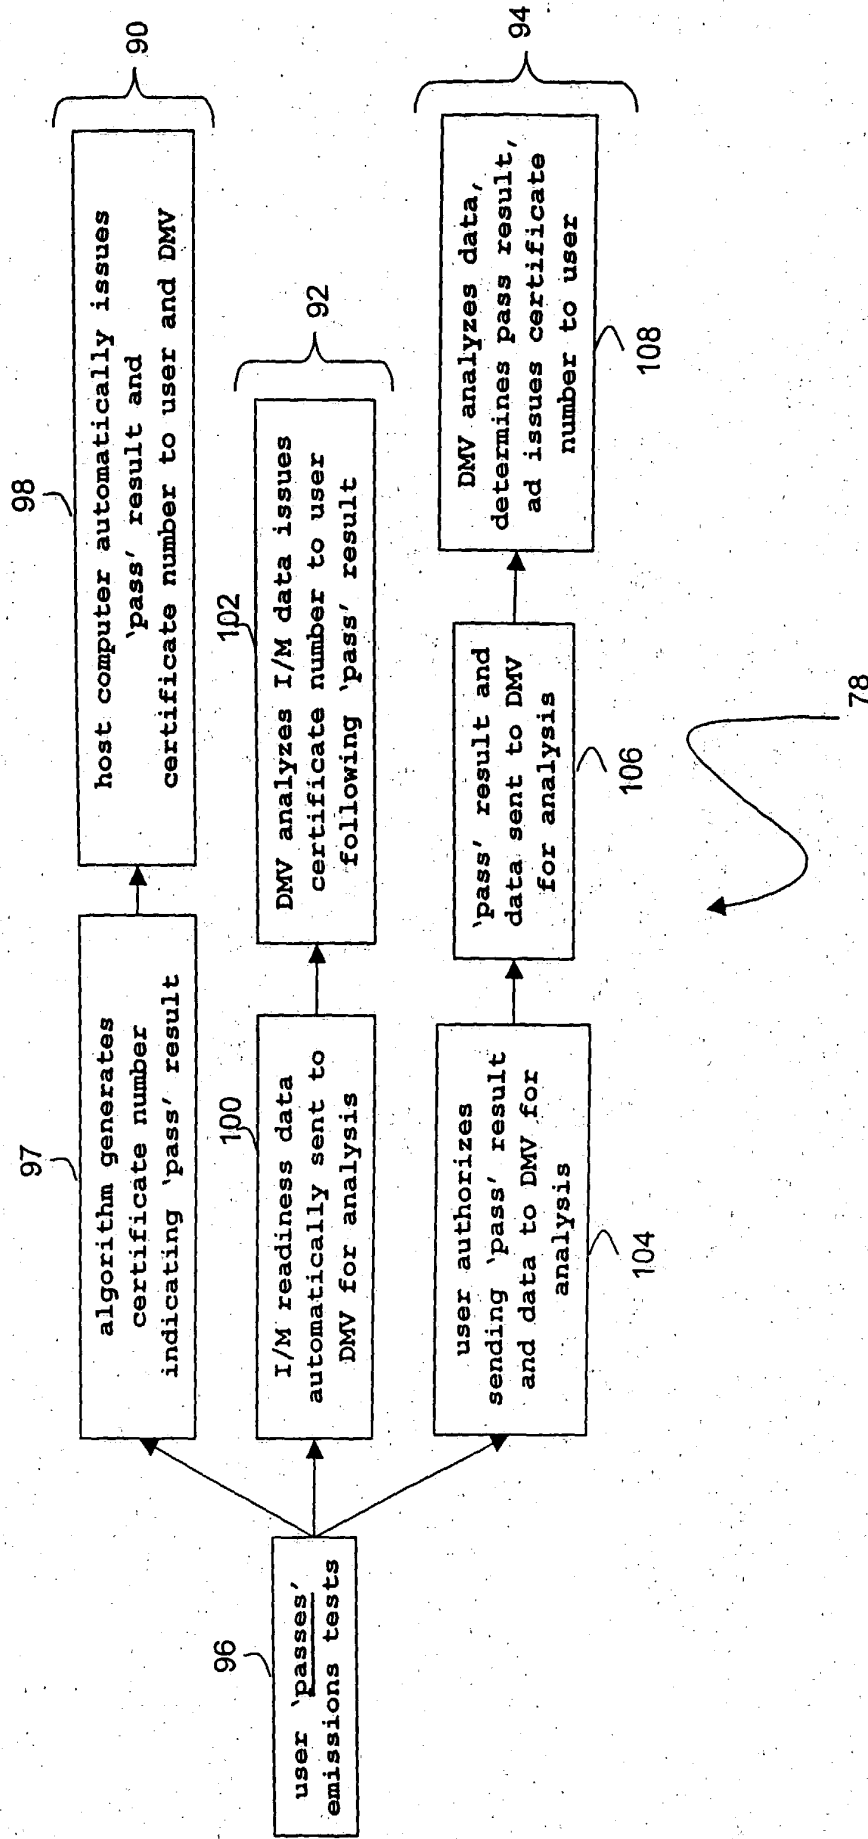 96
user 'passes'
emissions tests
97
algorithm generates
certificate number
indicating 'pass' result
98
host computer automatically issues
'pass' result and
certificate number to user and DMV
90
100
I/M readiness data
automatically sent to
DMV for analysis
102
DMV analyzes I/M data issues
certificate number to user
following 'pass' result
92
user authorizes
sending 'pass' result
and data to DMV for
analysis
104
'pass' result and
data sent to DMV
for analysis
106
DMV analyzes data,
determines pass result,
ad issues certificate
number to user
108
94
78